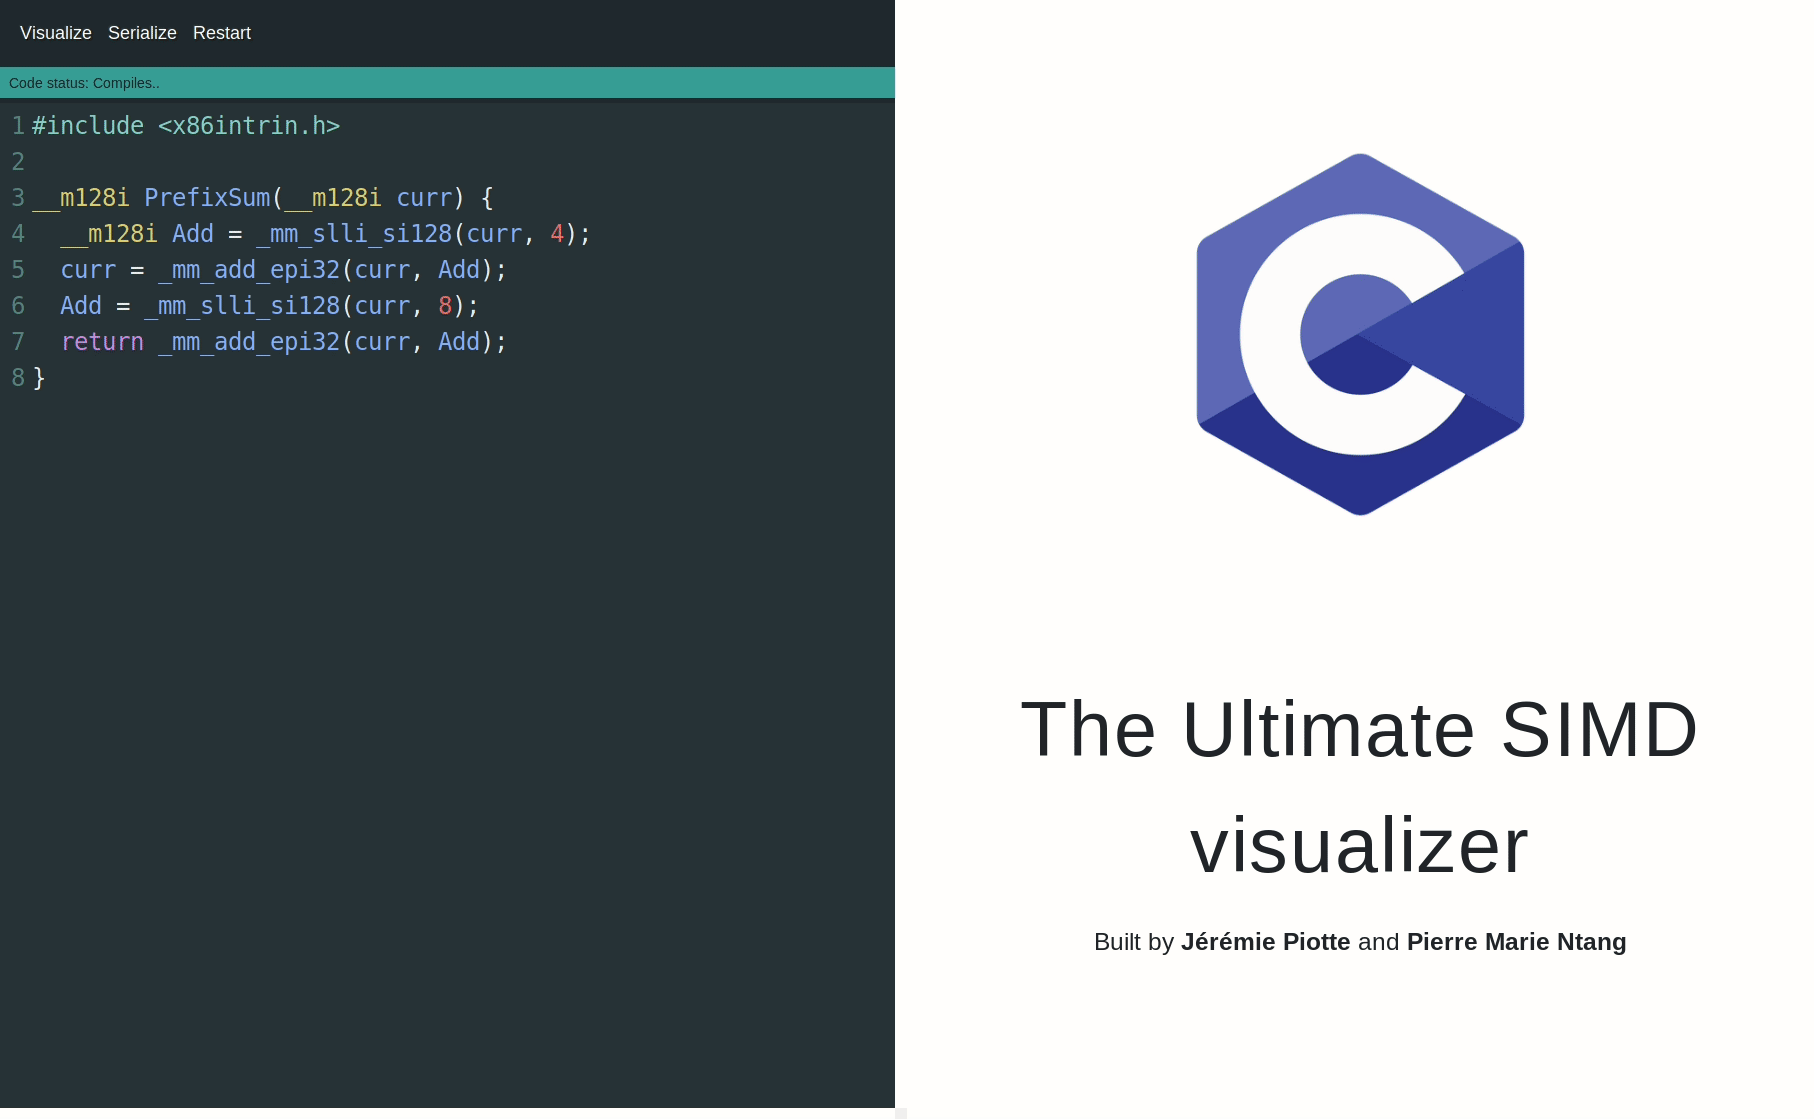 Visualize Serialize Restart
Code status: Compiles..
1 #include <x86intrin.h>
2
3 __m128i PrefixSum(__m128i curr) {
4   __m128i Add = _mm_slli_si128(curr, 4);
5   curr = _mm_add_epi32(curr, Add);
6   Add = _mm_slli_si128(curr, 8);
7   return _mm_add_epi32(curr, Add);
8 }
The Ultimate SIMD
visualizer
Built by Jérémie Piotte and Pierre Marie Ntang